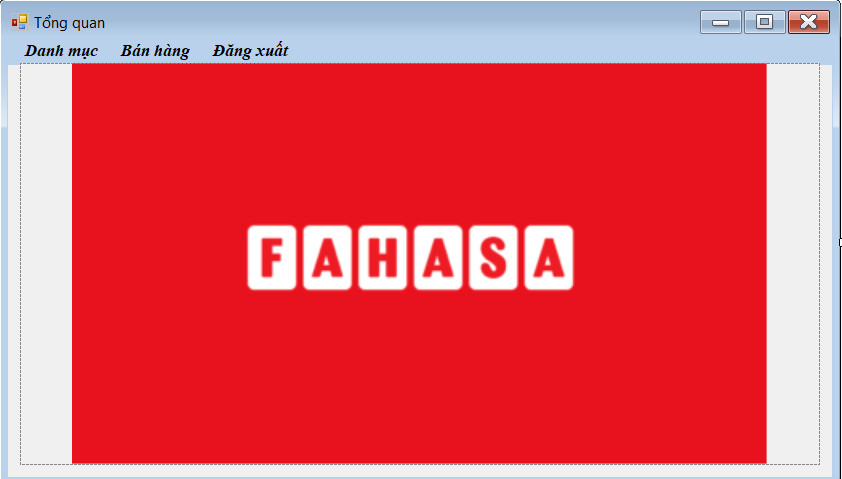 Tổng quan
Danh mục Bán hàng Đăng xuất
FAHASA